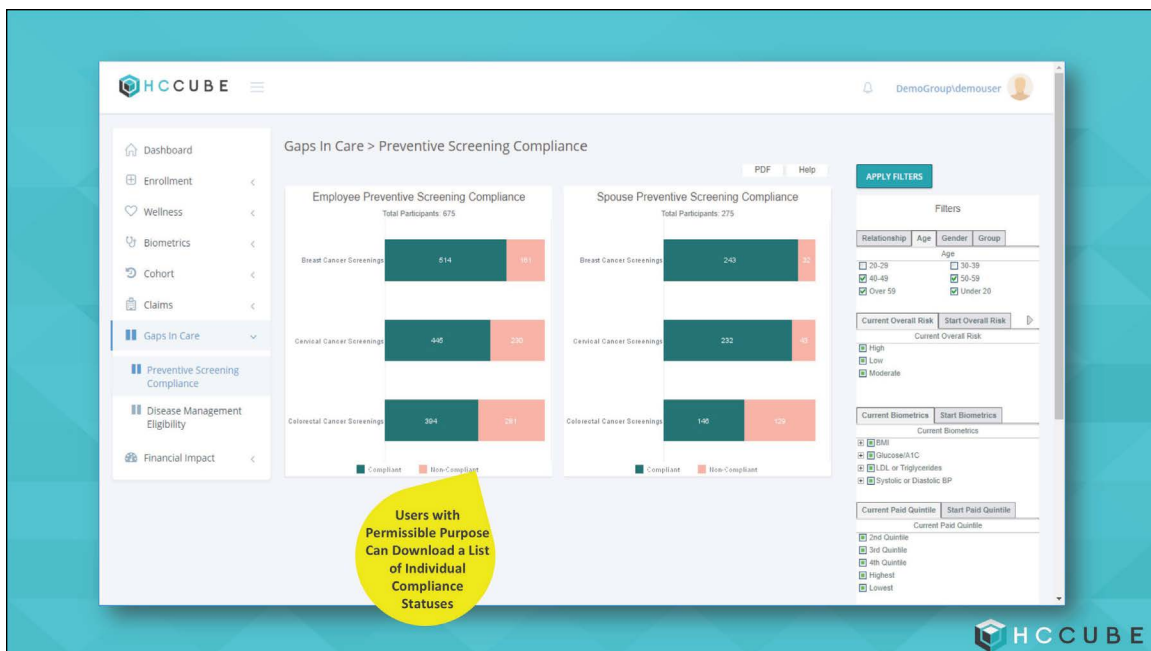 HCCUBE
DemoGroup\demouser
Dashboard
Enrollment
Wellness
Biometrics
Cohort
Claims
Gaps In Care
Preventive Screening
Compliance
Disease Management
Eligibility
Financial Impact
Gaps In Care > Preventive Screening Compliance
PDF Help
Employee Preventive Screening Compliance
Total Participants: 675
Breast Cancer Screenings 514 161
Cervical Cancer Screenings 445 230
Colorectal Cancer Screenings 394 281
Compliant Non-Compliant
Spouse Preventive Screening Compliance
Total Participants: 275
Breast Cancer Screenings 243 32
Cervical Cancer Screenings 232
Colorectal Cancer Screenings 146 129
Compliant Non-Compliant
Users with
Permissible Purpose
Can Download a List
of Individual
Compliance
Statuses
APPLY FILTERS
Filters
Relationship Age Gender Group
Age
20-29 30-39
40-49 50-59
Over 59 Under 20
Current Overall Risk Start Overall Risk
Current Overall Risk
High
Low
Moderate
Current Biometrics Start Biometrics
Current Biometrics
BMI
Glucose/A1C
LDL or Triglycerides
Systolic or Diastolic BP
Current Paid Quintile Start Paid Quintile
Current Paid Quintile
2nd Quintile
3rd Quintile
4th Quintile
Highest
Lowest
HCCUBE